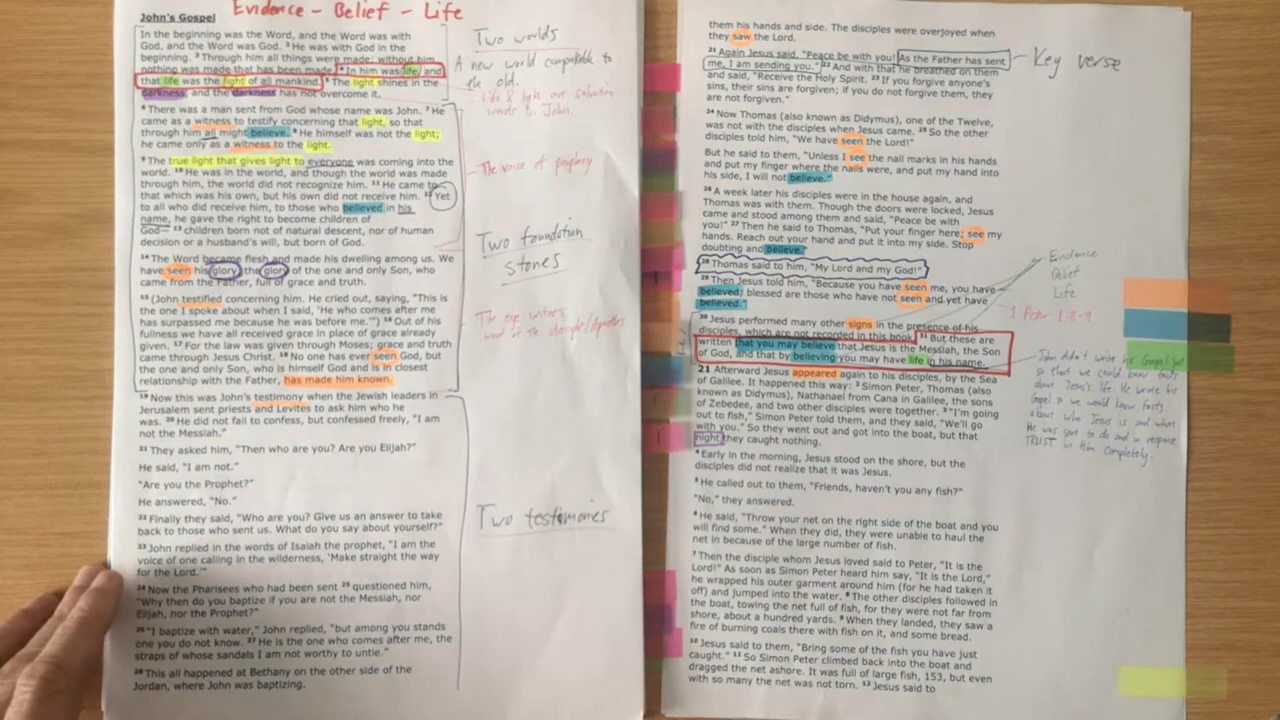 Evidence - Belief - Life
John's Gospel
In the beginning was the Word, and the Word was with
God, and the Word was God. 2 He was with God in the
beginning. 3 Through him all things were made; without him
nothing was made that has been made. 4 In him was life, and
that life was the light of all mankind. 5 The light shines in the
darkness, and the darkness has not overcome it.
6 There was a man sent from God whose name was John. 7 He
came as a witness to testify concerning that light, so that
through him all might believe. 8 He himself was not the light;
he came only as a witness to the light.
9 The true light that gives light to everyone was coming into the
world. 10 He was in the world, and though the world was made
through him, the world did not recognize him. 11 He came to
that which was his own, but his own did not receive him. 12 Yet
to all who did receive him, to those who believed in his
name, he gave the right to become children of
God— 13 children born not of natural descent, nor of human
decision or a husband's will, but born of God.
14 The Word became flesh and made his dwelling among us. We
have seen his glory, the glory of the one and only Son, who
came from the Father, full of grace and truth.
15 (John testified concerning him. He cried out, saying, "This is
the one I spoke about when I said, 'He who comes after me
has surpassed me because he was before me.'") 16 Out of his
fullness we have all received grace in place of grace already
given. 17 For the law was given through Moses; grace and truth
came through Jesus Christ. 18 No one has ever seen God, but
the one and only Son, who is himself God and is in closest
relationship with the Father, has made him known.
19 Now this was John's testimony when the Jewish leaders in
Jerusalem sent priests and Levites to ask him who he
was. 20 He did not fail to confess, but confessed freely, "I am
not the Messiah."
21 They asked him, "Then who are you? Are you Elijah?"
He said, "I am not."
"Are you the Prophet?"
He answered, "No."
22 Finally they said, "Who are you? Give us an answer to take
back to those who sent us. What do you say about yourself?"
23 John replied in the words of Isaiah the prophet, "I am the
voice of one calling in the wilderness, 'Make straight the way
for the Lord.'"
24 Now the Pharisees who had been sent 25 questioned him,
"Why then do you baptize if you are not the Messiah, nor
Elijah, nor the Prophet?"
26 "I baptize with water," John replied, "but among you stands
one you do not know. 27 He is the one who comes after me, the
straps of whose sandals I am not worthy to untie."
28 This all happened at Bethany on the other side of the
Jordan, where John was baptizing.
Two worlds
A new world comparable to
the old.
Life & light are salvation
words in John.
The voice of prophecy
Two foundation
stones
The eye witness
word of the disciple/Apostles
Two testimonies
them his hands and side. The disciples were overjoyed when
they saw the Lord.
21 Again Jesus said, "Peace be with you! As the Father has sent
me, I am sending you." 22 And with that he breathed on them
and said, "Receive the Holy Spirit. 23 If you forgive anyone's
sins, their sins are forgiven; if you do not forgive them, they
are not forgiven."
24 Now Thomas (also known as Didymus), one of the Twelve,
was not with the disciples when Jesus came. 25 So the other
disciples told him, "We have seen the Lord!"
But he said to them, "Unless I see the nail marks in his hands
and put my finger where the nails were, and put my hand into
his side, I will not believe."
26 A week later his disciples were in the house again, and
Thomas was with them. Though the doors were locked, Jesus
came and stood among them and said, "Peace be with
you!" 27 Then he said to Thomas, "Put your finger here; see my
hands. Reach out your hand and put it into my side. Stop
doubting and believe."
28 Thomas said to him, "My Lord and my God!"
29 Then Jesus told him, "Because you have seen me, you have
believed; blessed are those who have not seen and yet have
believed."
30 Jesus performed many other signs in the presence of his
disciples, which are not recorded in this book. 31 But these are
written that you may believe that Jesus is the Messiah, the Son
of God, and that by believing you may have life in his name.
21 Afterward Jesus appeared again to his disciples, by the Sea
of Galilee. It happened this way: 2 Simon Peter, Thomas (also
known as Didymus), Nathanael from Cana in Galilee, the sons
of Zebedee, and two other disciples were together. 3 "I'm going
out to fish," Simon Peter told them, and they said, "We'll go
with you." So they went out and got into the boat, but that
night they caught nothing.
4 Early in the morning, Jesus stood on the shore, but the
disciples did not realize that it was Jesus.
5 He called out to them, "Friends, haven't you any fish?"
"No," they answered.
6 He said, "Throw your net on the right side of the boat and you
will find some." When they did, they were unable to haul the
net in because of the large number of fish.
7 Then the disciple whom Jesus loved said to Peter, "It is the
Lord!" As soon as Simon Peter heard him say, "It is the Lord,"
he wrapped his outer garment around him (for he had taken it
off) and jumped into the water. 8 The other disciples followed in
the boat, towing the net full of fish, for they were not far from
shore, about a hundred yards. 9 When they landed, they saw a
fire of burning coals there with fish on it, and some bread.
10 Jesus said to them, "Bring some of the fish you have just
caught." 11 So Simon Peter climbed back into the boat and
dragged the net ashore. It was full of large fish, 153, but even
with so many the net was not torn. 12 Jesus said to
Key verse
Evidence
Belief
Life
1 Peter 1:8-9
John didn't write his Gospel just
so that we could know facts
about Jesus's life. He wrote his
Gospel so we would know facts
about who Jesus is and what
He was sent to do and in response
TRUST in Him completely.